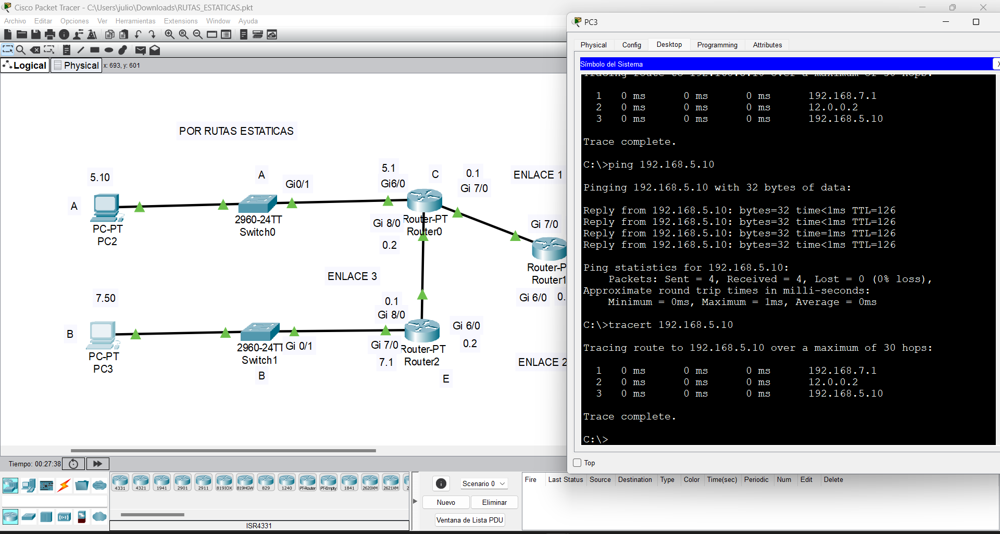 Cisco Packet Tracer - C:\Users\julio\Downloads\RUTAS_ESTATICAS.pkt
Archivo Editar Opciones Ver Herramientas Extensions Window Ayuda
Logical Physical x: 693, y: 601
POR RUTAS ESTATICAS
5.10
A
A
Gi0/1
5.1
Gi6/0
C
0.1
Gi 7/0
ENLACE 1
PC-PT
PC2
2960-24TT
Switch0
Gi 8/0
Router-PT
Router0
0.2
Gi 7/0
Router-P
Router1
ENLACE 3
Gi 6/0 0.
7.50
0.1
Gi 8/0
B
Gi 6/0
0.2
PC-PT
PC3
2960-24TT
Switch1
Gi 0/1
B
Gi 7/0
7.1
Router-PT
Router2
E
ENLACE 2
Tiempo: 00:27:38
4331 4321 1941 2901 2911 819IOX 819HGW 829 1240 PT-Router PT-Empty 1841 2620XM 2621XM 2
ISR4331
Scenario 0
Nuevo Eliminar
Ventana de Lista PDU
Fire Last Status Source Destination Type Color Time(sec) Periodic Num Edit Delete
PC3
Physical Config Desktop Programming Attributes
Símbolo del Sistema
X
Tracing route to 192.168.5.10 over a maximum of 30 hops:
1 0 ms 0 ms 0 ms 192.168.7.1
2 0 ms 0 ms 0 ms 12.0.0.2
3 0 ms 0 ms 0 ms 192.168.5.10
Trace complete.
C:\>ping 192.168.5.10
Pinging 192.168.5.10 with 32 bytes of data:
Reply from 192.168.5.10: bytes=32 time<1ms TTL=126
Reply from 192.168.5.10: bytes=32 time<1ms TTL=126
Reply from 192.168.5.10: bytes=32 time=1ms TTL=126
Reply from 192.168.5.10: bytes=32 time<1ms TTL=126
Ping statistics for 192.168.5.10:
Packets: Sent = 4, Received = 4, Lost = 0 (0% loss),
Approximate round trip times in milli-seconds:
Minimum = 0ms, Maximum = 1ms, Average = 0ms
C:\>tracert 192.168.5.10
Tracing route to 192.168.5.10 over a maximum of 30 hops:
1 0 ms 0 ms 0 ms 192.168.7.1
2 0 ms 0 ms 0 ms 12.0.0.2
3 0 ms 0 ms 0 ms 192.168.5.10
Trace complete.
C:\>
Top